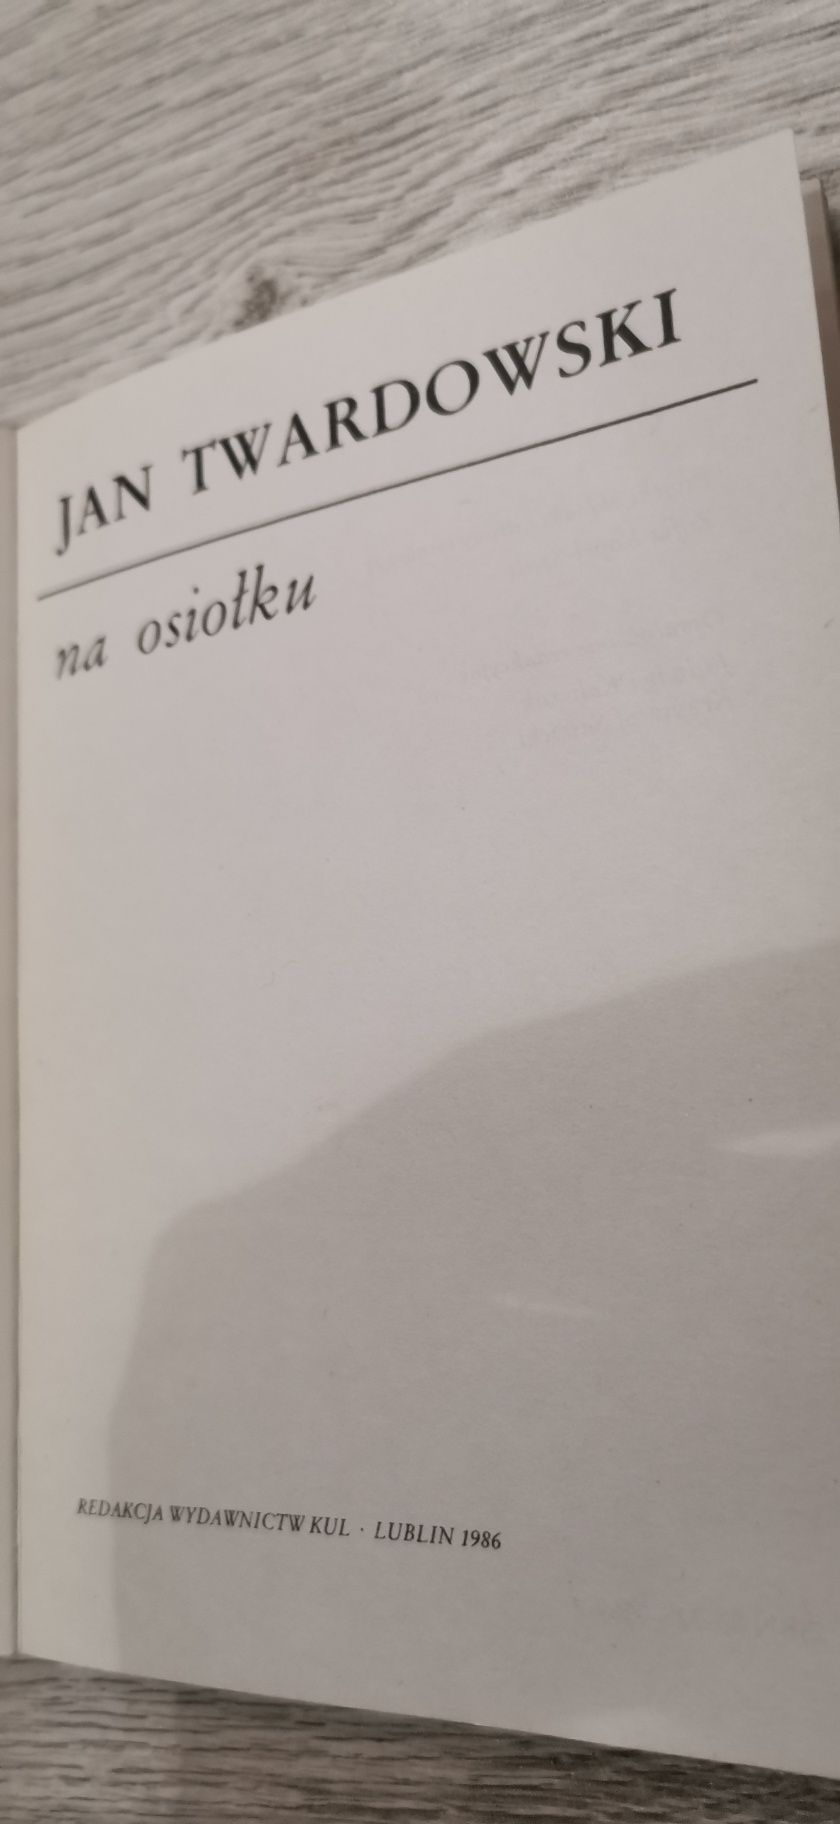 JAN TWARDOWSKI
na osiołku
REDAKCJA WYDAWNICTW KUL · LUBLIN 1986